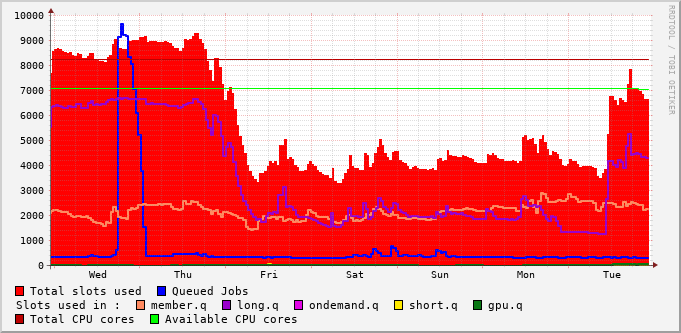 10000
9000
8000
7000
6000
5000
4000
3000
2000
1000
0
Wed Thu Fri Sat Sun Mon Tue
RRDTOOL / TOBI OETIKER
Total slots used Queued Jobs
Slots used in : member.q long.q ondemand.q short.q gpu.q
Total CPU cores Available CPU cores